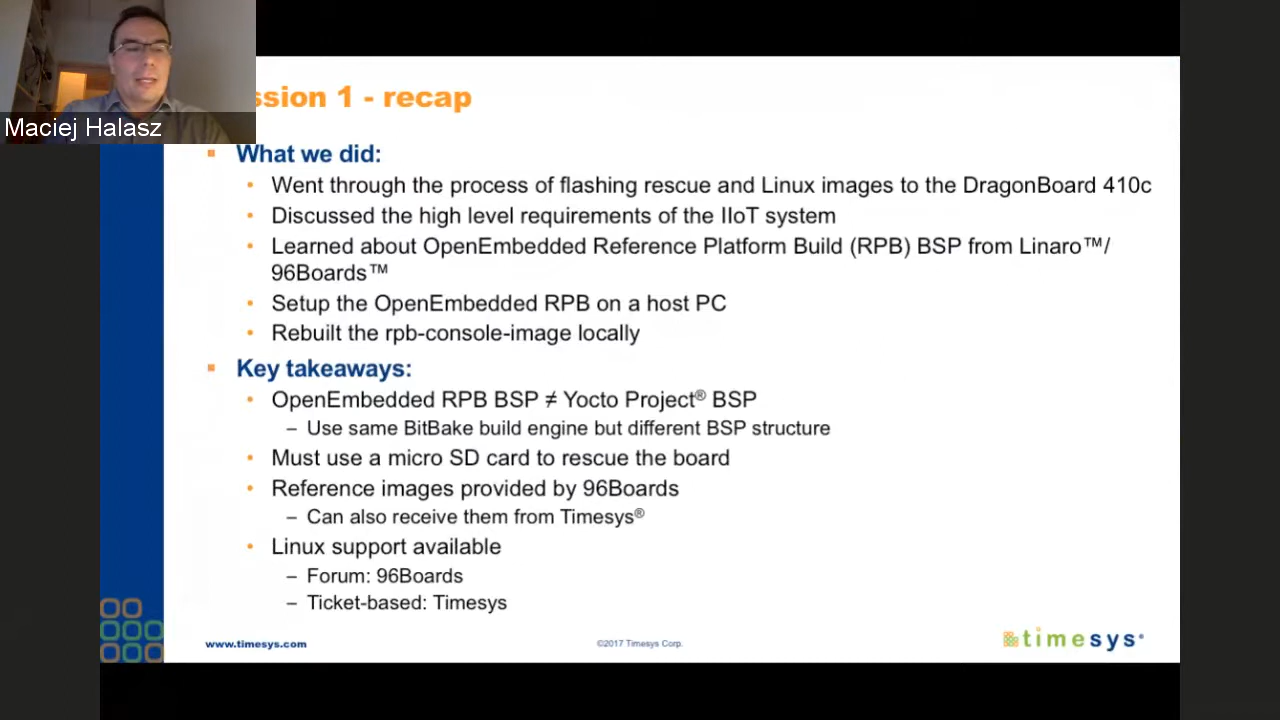 Maciej Halasz
ssion 1 - recap
What we did:
Went through the process of flashing rescue and Linux images to the DragonBoard 410c
Discussed the high level requirements of the IIoT system
Learned about OpenEmbedded Reference Platform Build (RPB) BSP from Linaro™/
96Boards™
Setup the OpenEmbedded RPB on a host PC
Rebuilt the rpb-console-image locally
Key takeaways:
OpenEmbedded RPB BSP ≠ Yocto Project® BSP
– Use same BitBake build engine but different BSP structure
Must use a micro SD card to rescue the board
Reference images provided by 96Boards
– Can also receive them from Timesys®
Linux support available
– Forum: 96Boards
– Ticket-based: Timesys
www.timesys.com
©2017 Timesys Corp.
timesys®